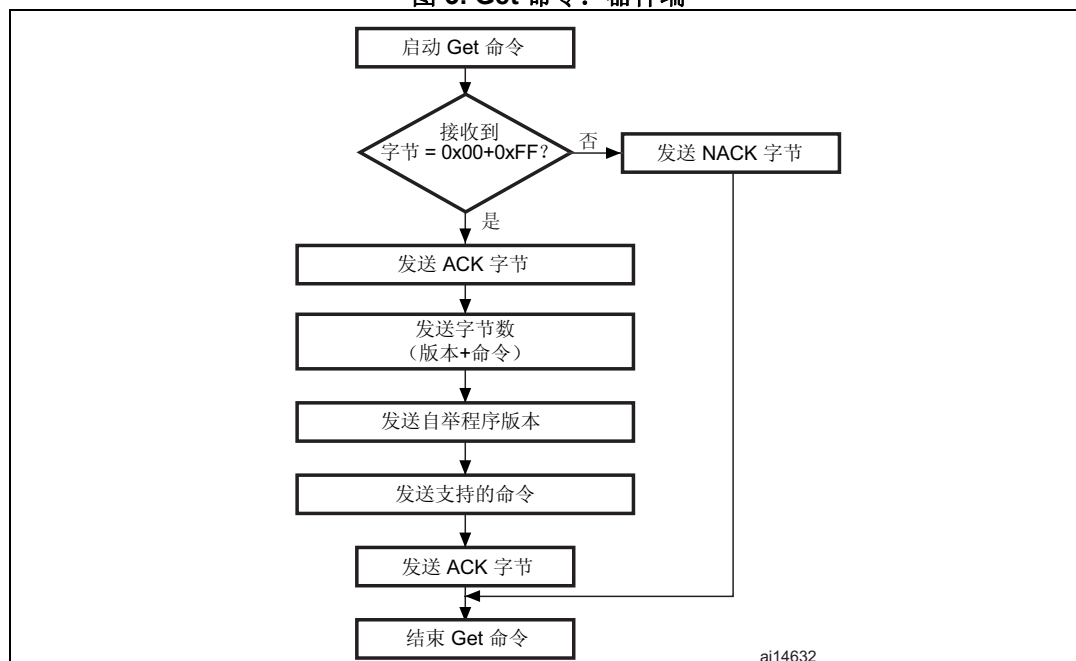 启动 Get 命令
接收到
字节 = 0x00+0xFF?
否
发送 NACK 字节
是
发送 ACK 字节
发送字节数
（版本+命令）
发送自举程序版本
发送支持的命令
发送 ACK 字节
结束 Get 命令
ai14632